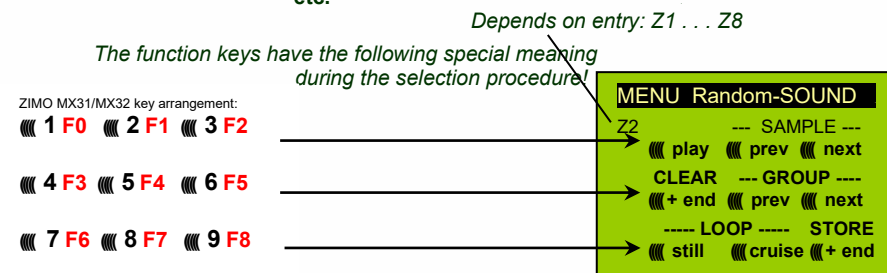 etc.
Depends on entry: Z1 . . . Z8
The function keys have the following special meaning
during the selection procedure!
ZIMO MX31/MX32 key arrangement:
1 F0 2 F1 3 F2
4 F3 5 F4 6 F5
7 F6 8 F7 9 F8
MENU Random-SOUND
Z2 --- SAMPLE ---
play prev next
CLEAR --- GROUP ----
+ end prev next
----- LOOP ----- STORE
still cruise + end